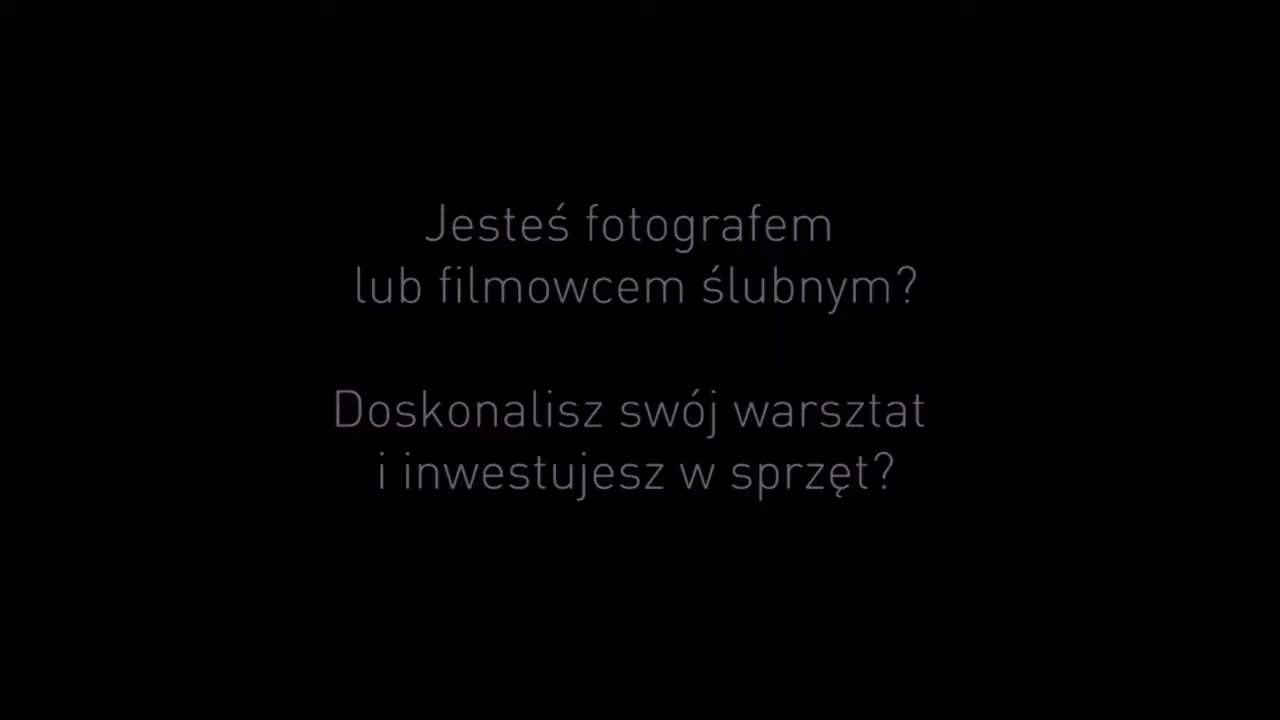 Jesteś fotografem
lub filmowcem ślubnym?
Doskonalisz swój warsztat
i inwestujesz w sprzęt?